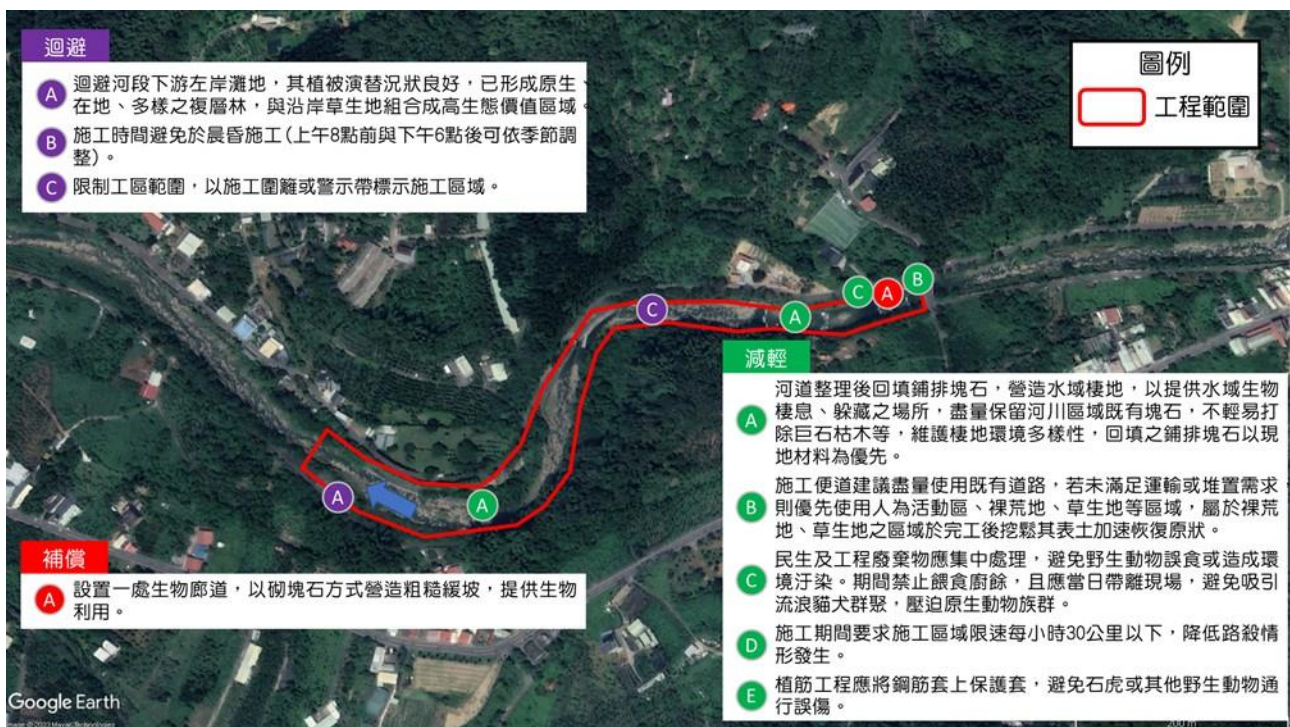 迴避
A 迴避河段下游左岸灘地，其植被演替況狀良好，已形成原生、
在地、多樣之複層林，與沿岸草生地組合成高生態價值區域。
B 施工時間避免於晨昏施工(上午8點前與下午6點後可依季節調
整)。
C 限制工區範圍，以施工圍籬或警示帶標示施工區域。
圖例
工程範圍
C
A
C
A
B
A
A
減輕
A 河道整理後回填鋪排塊石，營造水域棲地，以提供水域生物
棲息、躲藏之場所，盡量保留河川區域既有塊石，不輕易打
除巨石枯木等，維護棲地環境多樣性，回填之鋪排塊石以現
地材料為優先。
B 施工便道建議盡量使用既有道路，若未滿足運輸或堆置需求
則優先使用人為活動區、裸荒地、草生地等區域，屬於裸荒
地、草生地之區域於完工後挖鬆其表土加速恢復原狀。
C 民生及工程廢棄物應集中處理，避免野生動物誤食或造成環
境汙染。期間禁止餵食廚餘，且應當日帶離現場，避免吸引
流浪貓犬群聚，壓迫原生動物族群。
D 施工期間要求施工區域限速每小時30公里以下，降低路殺情
形發生。
E 植筋工程應將鋼筋套上保護套，避免石虎或其他野生動物通
行誤傷。
補償
A 設置一處生物廊道，以砌塊石方式營造粗糙緩坡，提供生物
利用。
Google Earth
200 m